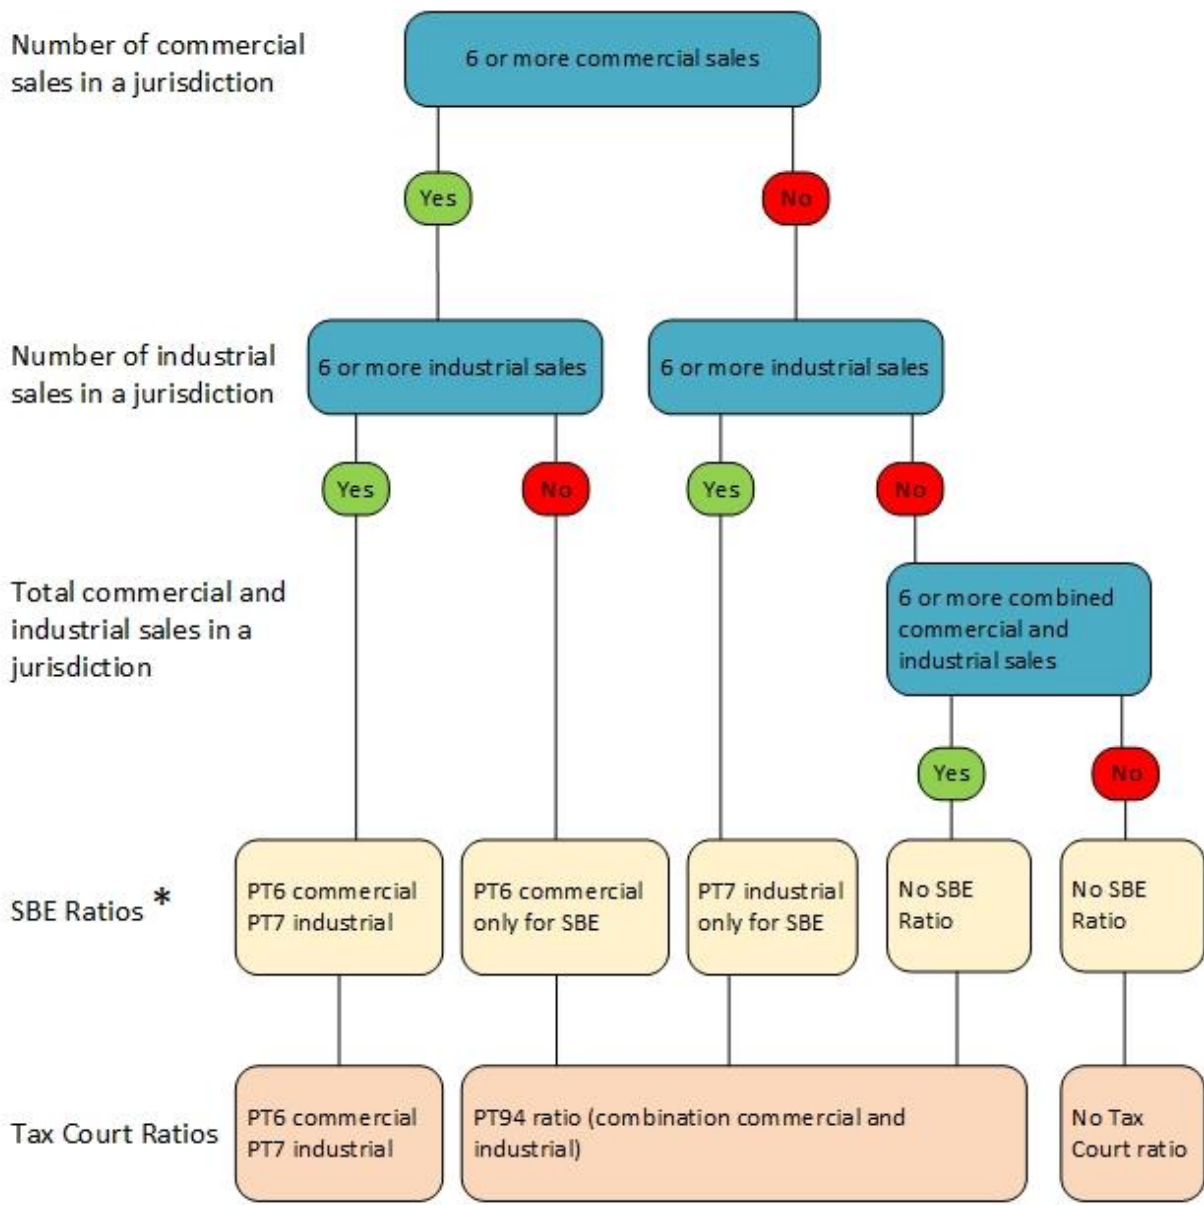 Number of commercial
sales in a jurisdiction
6 or more commercial sales
Yes
No
Number of industrial
sales in a jurisdiction
6 or more industrial sales
6 or more industrial sales
Yes
No
Yes
No
Total commercial and
industrial sales in a
jurisdiction
6 or more combined
commercial and
industrial sales
Yes
No
SBE Ratios *
PT6 commercial
PT7 industrial
PT6 commercial
only for SBE
PT7 industrial
only for SBE
No SBE
Ratio
No SBE
Ratio
Tax Court Ratios
PT6 commercial
PT7 industrial
PT94 ratio (combination commercial and
industrial)
No Tax
Court ratio